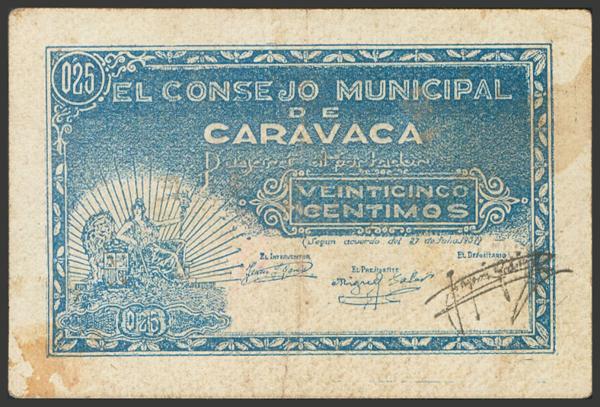 025
EL CONSEJO MUNICIPAL
DE
CARAVACA
Pagará al portador
VEINTICINCO
CENTIMOS
(Según acuerdo del 27 de Julio 1937)
EL INTERVENTOR
EL PRESIDENTE
EL DEPOSITARIO
Miguel
025